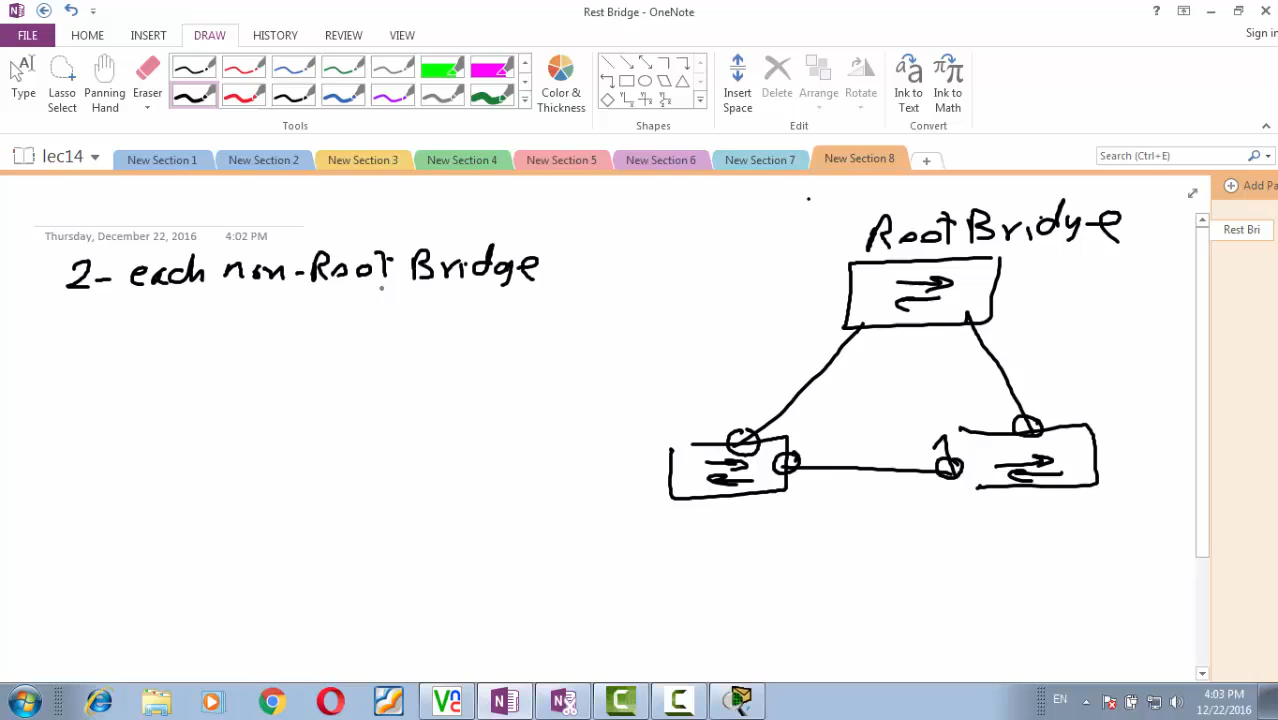 Rest Bridge - OneNote
? 
Sign in
FILE HOME INSERT DRAW HISTORY REVIEW VIEW
Type
Lasso Select
Panning Hand
Eraser
Color & Thickness
Insert Space
Delete
Arrange
Rotate
Ink to Text
Ink to Math
Tools
Shapes
Edit
Convert
lec14
New Section 1
New Section 2
New Section 3
New Section 4
New Section 5
New Section 6
New Section 7
New Section 8
Search (Ctrl+E)
Add Pa
Rest Bri
Thursday, December 22, 2016 4:02 PM
2- each non-Root Bridge
Root Bridge
EN
4:03 PM
12/22/2016